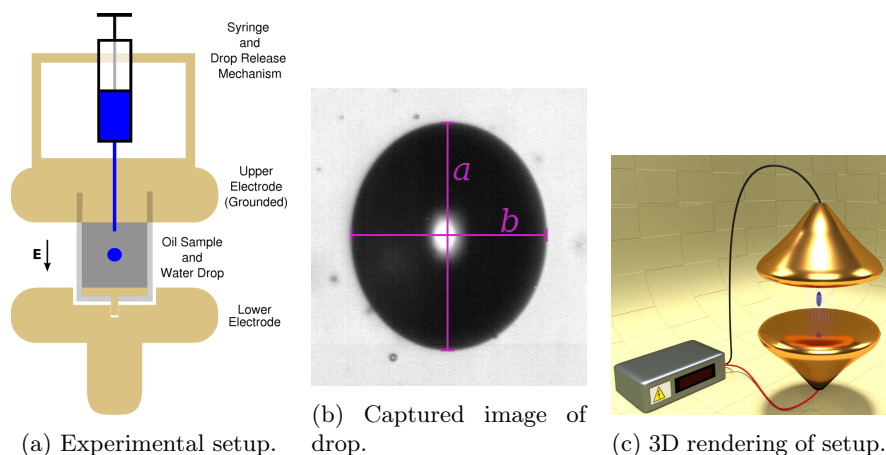 Syringe
and
Drop Release
Mechanism
Upper
Electrode
(Grounded)
E
Oil Sample
and
Water Drop
Lower
Electrode
(a) Experimental setup.
a
b
(b) Captured image of
drop.
(c) 3D rendering of setup.